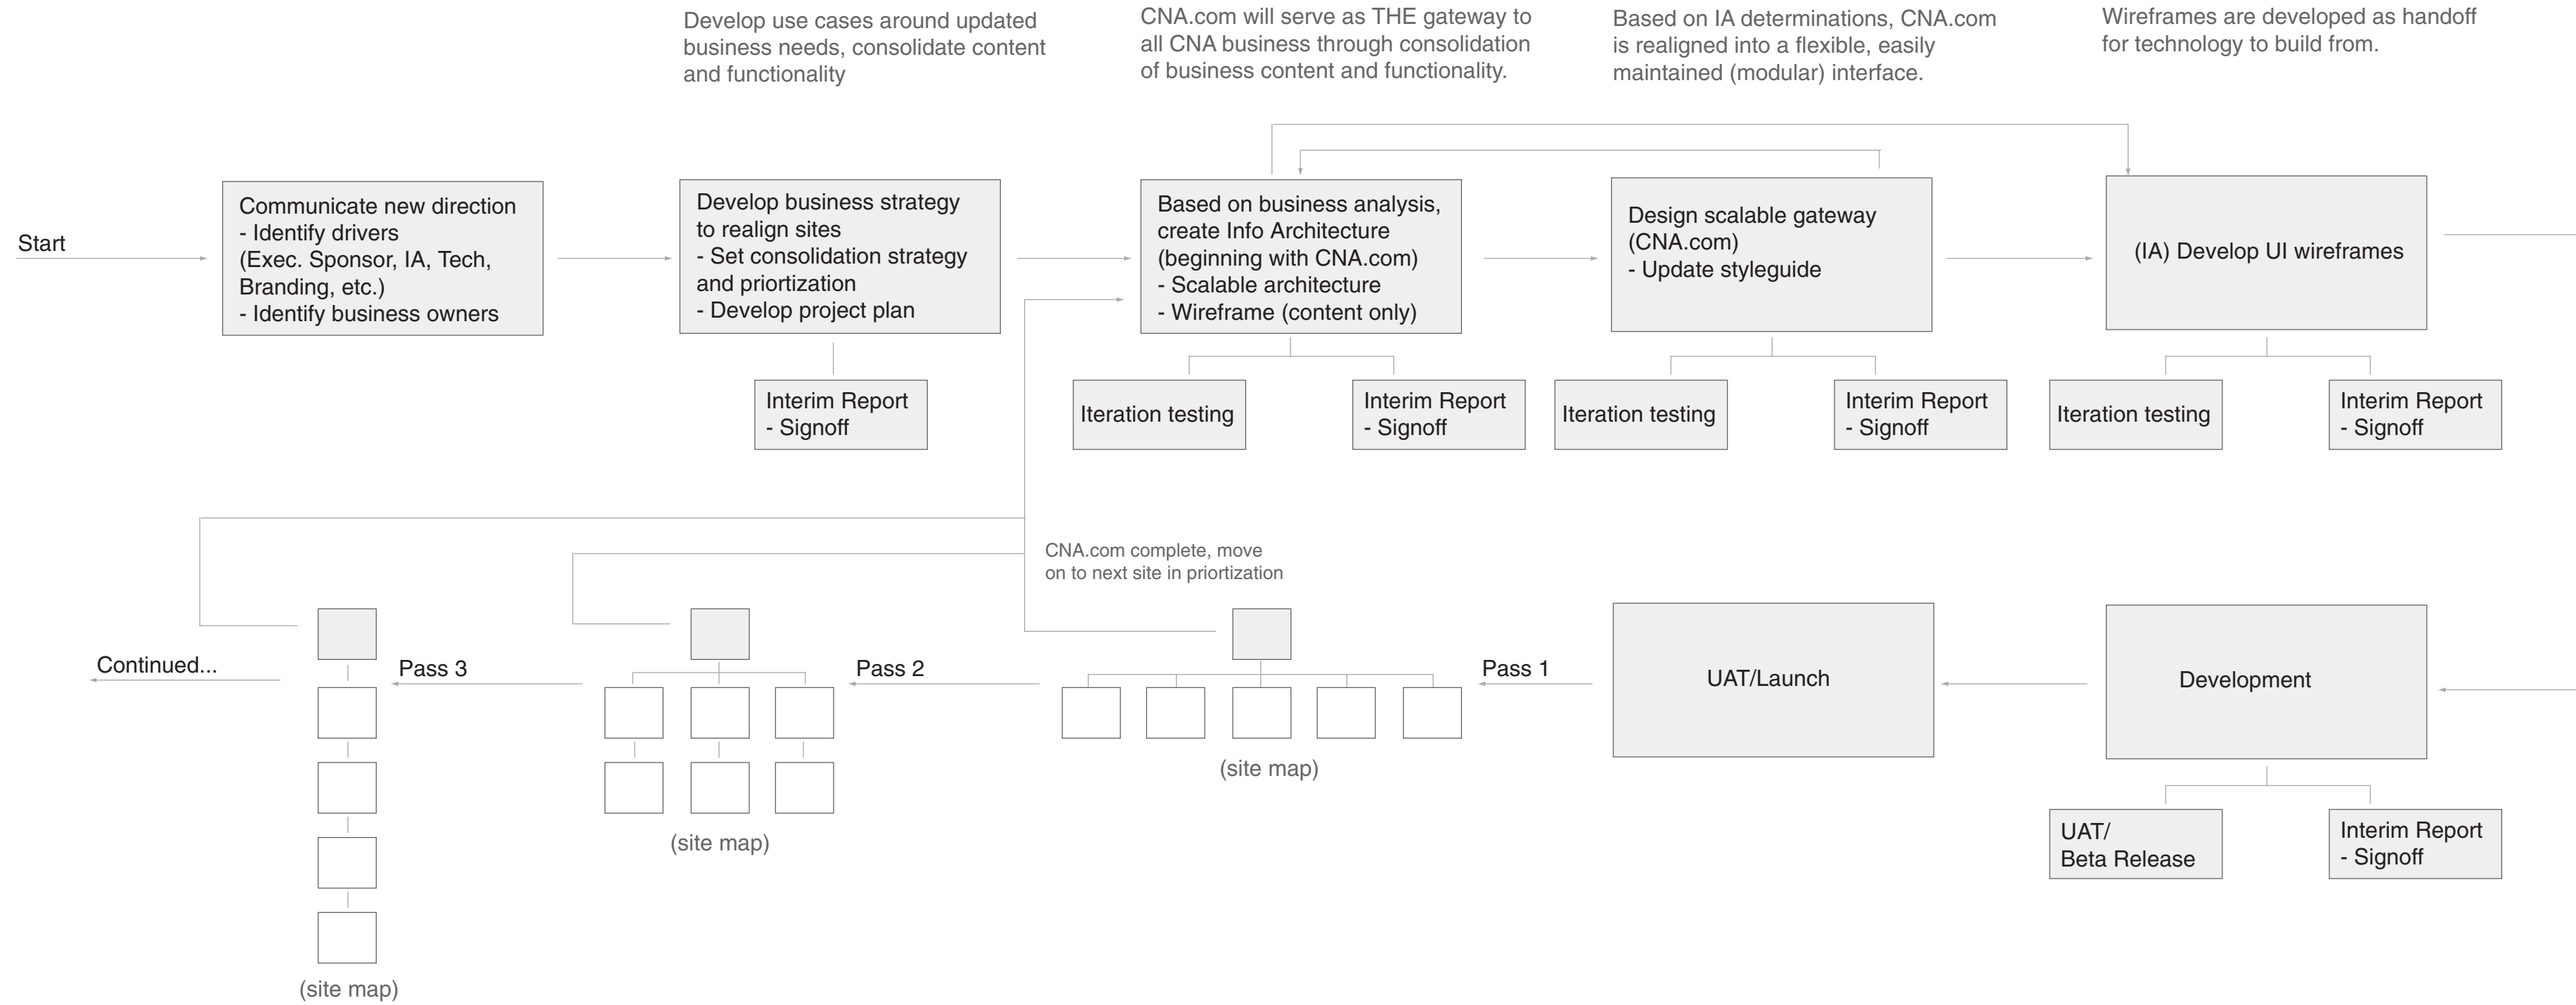 Develop use cases around updated
business needs, consolidate content
and functionality
CNA.com will serve as THE gateway to
all CNA business through consolidation
of business content and functionality.
Based on IA determinations, CNA.com
is realigned into a flexible, easily
maintained (modular) interface.
Wireframes are developed as handoff
for technology to build from.
Start
Communicate new direction
- Identify drivers
(Exec. Sponsor, IA, Tech,
Branding, etc.)
- Identify business owners
Develop business strategy
to realign sites
- Set consolidation strategy
and priortization
- Develop project plan
Based on business analysis,
create Info Architecture
(beginning with CNA.com)
- Scalable architecture
- Wireframe (content only)
Design scalable gateway
(CNA.com)
- Update styleguide
(IA) Develop UI wireframes
Interim Report
- Signoff
Iteration testing
Interim Report
- Signoff
Iteration testing
Interim Report
- Signoff
Iteration testing
Interim Report
- Signoff
CNA.com complete, move
on to next site in priortization
Continued...
Pass 3
Pass 2
Pass 1
UAT/Launch
Development
(site map)
(site map)
(site map)
UAT/
Beta Release
Interim Report
- Signoff